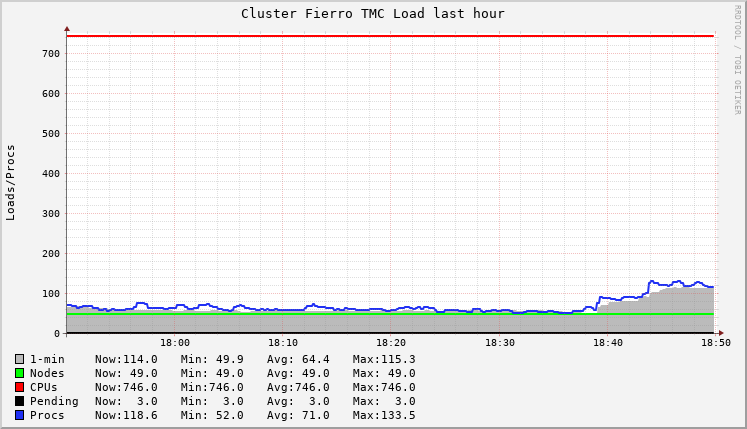 Cluster Fierro TMC Load last hour
RRDTOOL / TOBI OETIKER
Loads/Procs
700
600
500
400
300
200
100
0
18:00 18:10 18:20 18:30 18:40 18:50
1-min Now:114.0 Min: 49.9 Avg: 64.4 Max:115.3
Nodes Now: 49.0 Min: 49.0 Avg: 49.0 Max: 49.0
CPUs Now:746.0 Min:746.0 Avg:746.0 Max:746.0
Pending Now: 3.0 Min: 3.0 Avg: 3.0 Max: 3.0
Procs Now:118.6 Min: 52.0 Avg: 71.0 Max:133.5